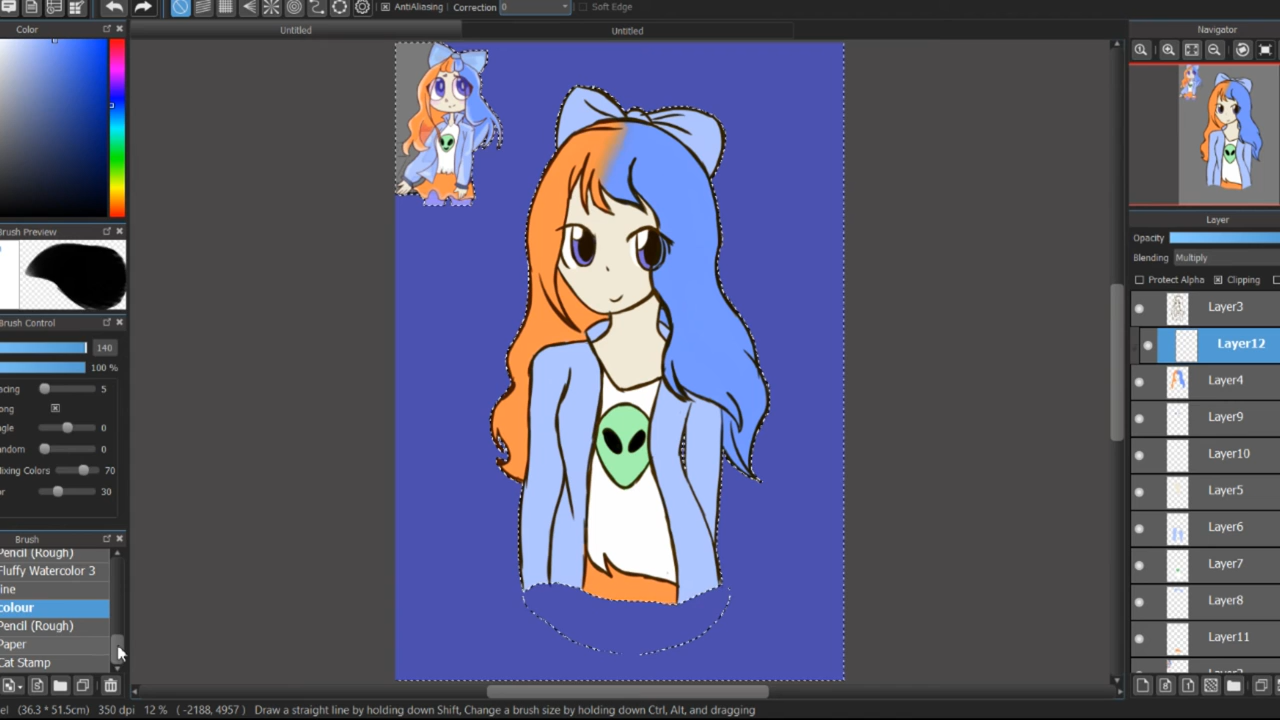 AntiAliasing Correction 0 Soft Edge
Color
Untitled
Untitled
Navigator
Brush Preview
Brush Control
140
100 %
5
0
0
70
30
Brush
Pencil (Rough)
Fluffy Watercolor 3
colour
Pencil (Rough)
Paper
Cat Stamp
Layer
Opacity
Blending Multiply
Protect Alpha Clipping
Layer3
Layer12
Layer4
Layer9
Layer10
Layer5
Layer6
Layer7
Layer8
Layer11
(36.3 * 51.5cm) 350 dpi 12 % ( -2188, 4957 ) Draw a straight line by holding down Shift, Change a brush size by holding down Ctrl, Alt, and dragging